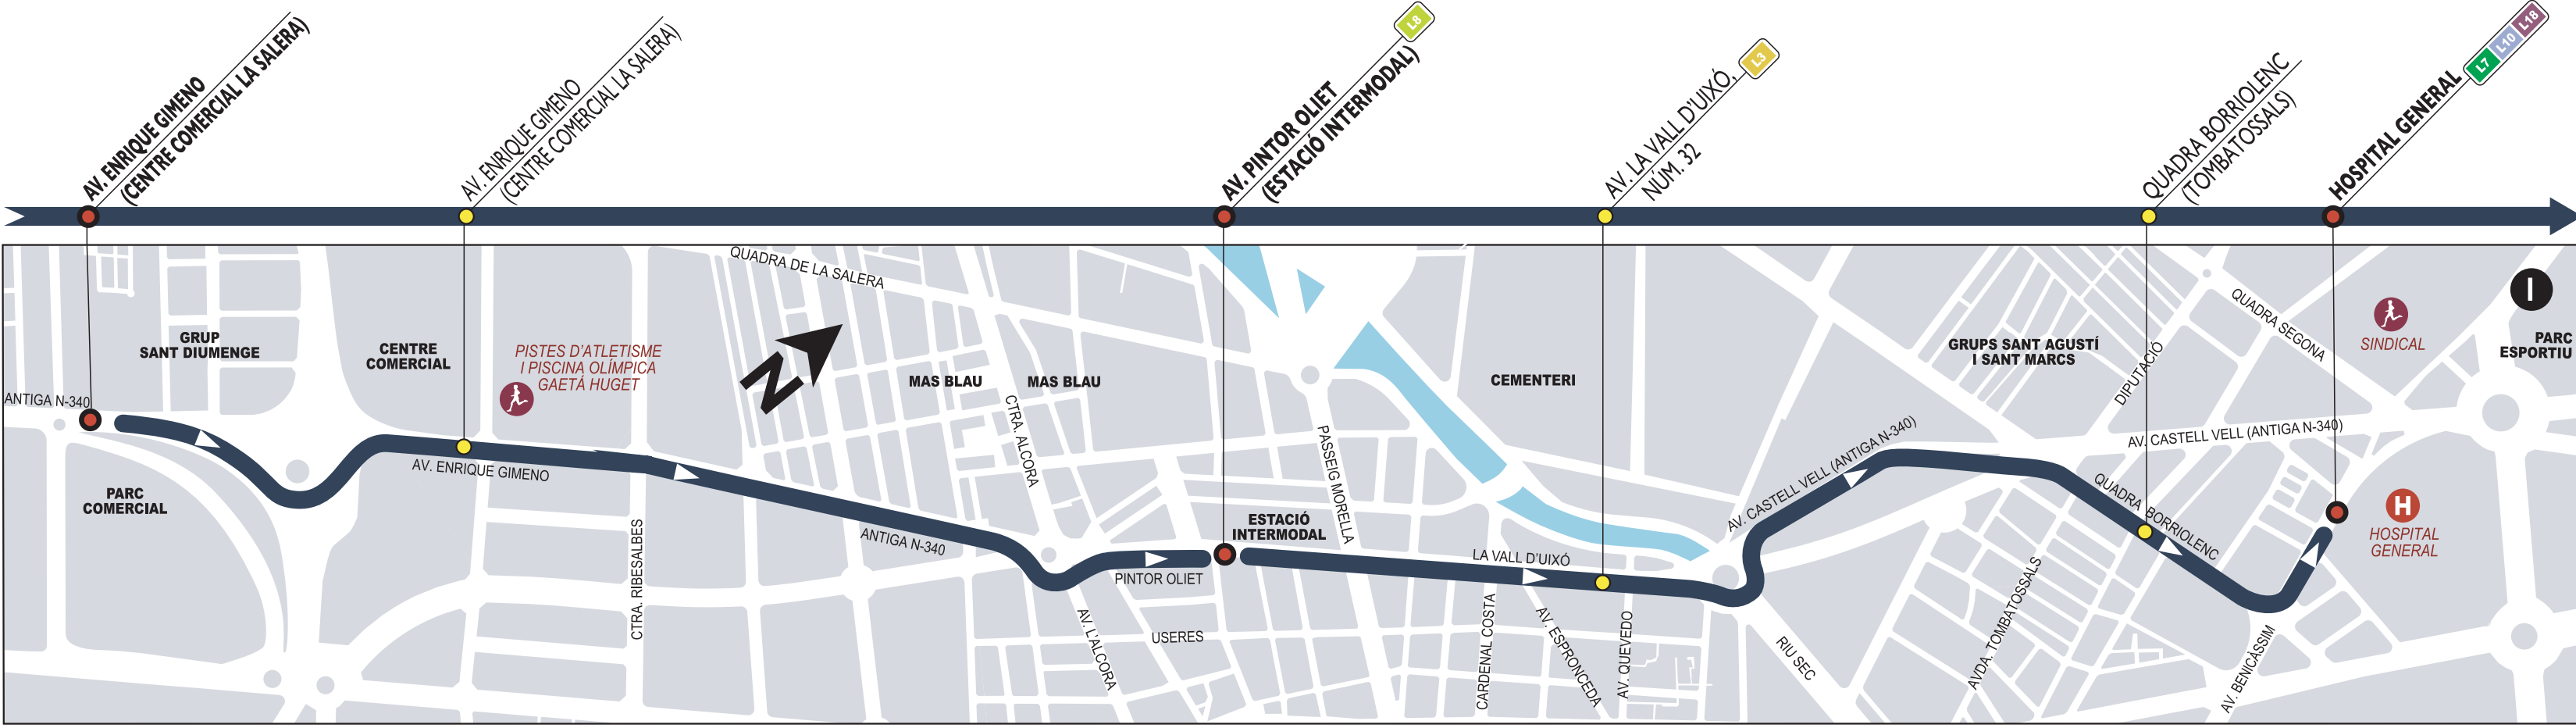 AV. ENRIQUE GIMENO
(CENTRE COMERCIAL LA SALERA)
AV. ENRIQUE GIMENO
(CENTRE COMERCIAL LA SALERA)
AV. PINTOR OLIET
(ESTACIÓ INTERMODAL)
L8
AV. LA VALL D'UIXÓ,
NÚM. 32
L3
QUADRA BORRIOLENC
(TOMBATOSSALS)
HOSPITAL GENERAL
L7 L10 L18
QUADRA DE LA SALERA
GRUP
SANT DIUMENGE
CENTRE
COMERCIAL
PISTES D'ATLETISME
I PISCINA OLÍMPICA
GAETÁ HUGET
N
MAS BLAU
MAS BLAU
CEMENTERI
GRUPS SANT AGUSTÍ
I SANT MARCS
DIPUTACIÓ
QUADRA SEGONA
SINDICAL
I
PARC
ESPORTIU
ANTIGA N-340
CTRA. ALCORA
PASSEIG MORELLA
AV. CASTELL VELL (ANTIGA N-340)
AV. CASTELL VELL (ANTIGA N-340)
AV. ENRIQUE GIMENO
PARC
COMERCIAL
CTRA. RIBESALBES
ANTIGA N-340
ESTACIÓ
INTERMODAL
PINTOR OLIET
LA VALL D'UIXÓ
QUADRA BORRIOLENC
H
HOSPITAL
GENERAL
AV. L'ALCORA
USERES
CARDENAL COSTA
AV. ESPRONCEDA
AV. QUEVEDO
RIU SEC
AVDA. TOMBATOSSALS
AV. BENICÀSSIM